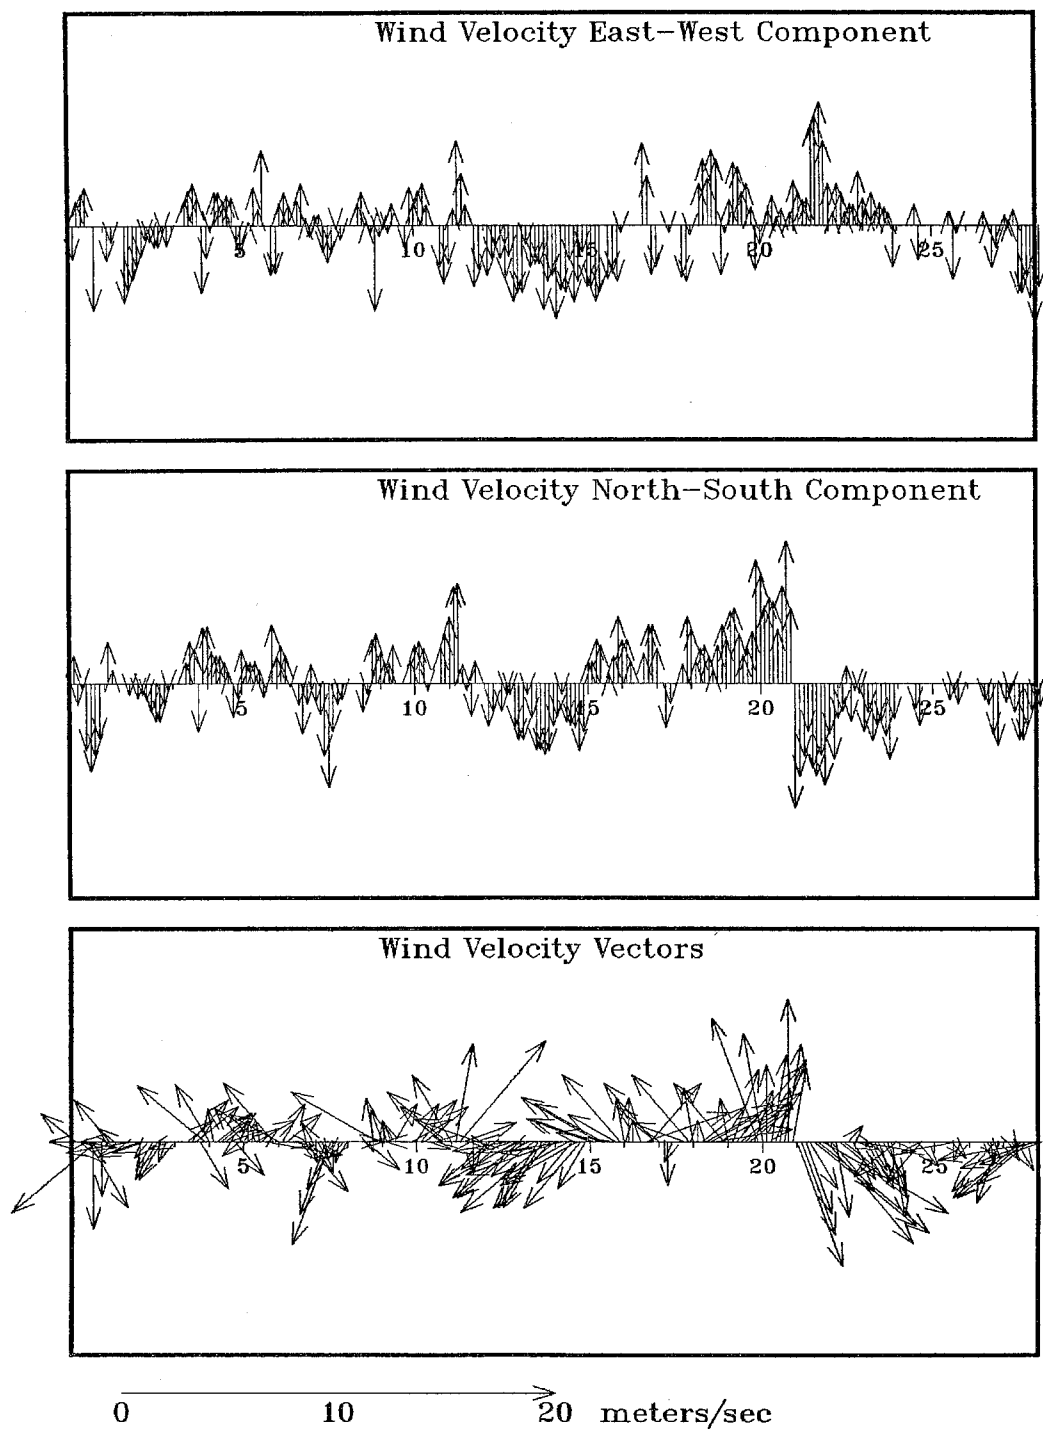 Wind Velocity East-West Component
5 10 15 20 25
Wind Velocity North-South Component
5 10 15 20 25
Wind Velocity Vectors
5 10 15 20 25
0 10 20 meters/sec